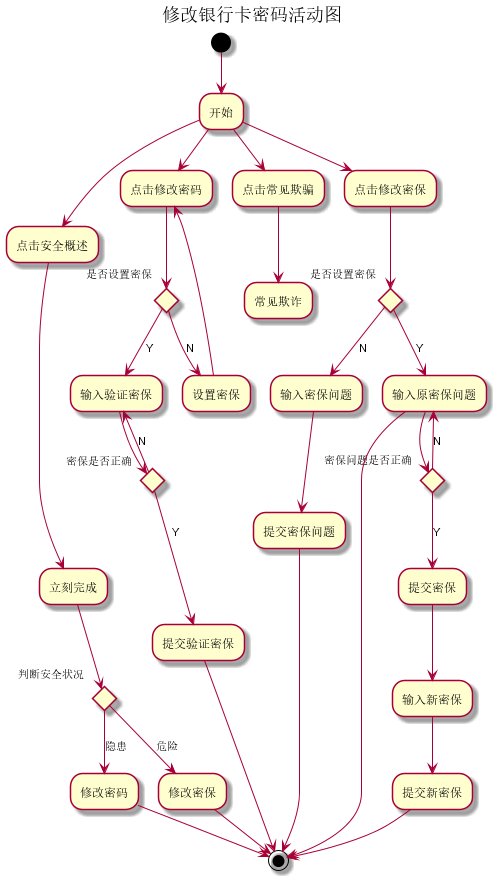 修改银行卡密码活动图
开始
点击修改密码
点击常见欺骗
点击修改密保
点击安全概述
是否设置密保
是否设置密保
常见欺诈
Y
N
N
Y
输入验证密保
设置密保
输入密保问题
输入原密保问题
N
N
密保是否正确
密保问题是否正确
Y
Y
提交密保问题
立刻完成
提交密保
提交验证密保
判断安全状况
输入新密保
隐患
危险
修改密码
修改密保
提交新密保